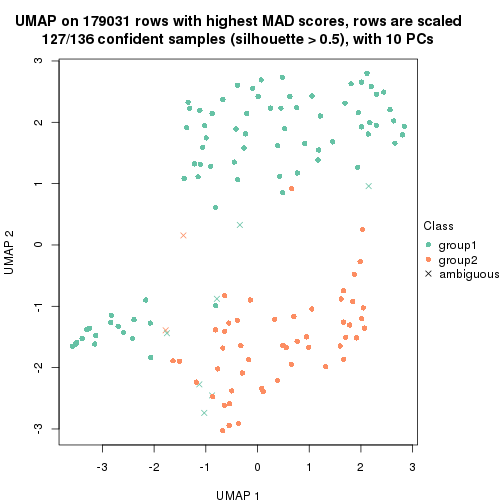 UMAP on 179031 rows with highest MAD scores, rows are scaled
127/136 confident samples (silhouette > 0.5), with 10 PCs
3
2
1
0
-1
-2
-3
UMAP 2
-3
-2
-1
0
1
2
3
UMAP 1
Class
group1
group2
ambiguous